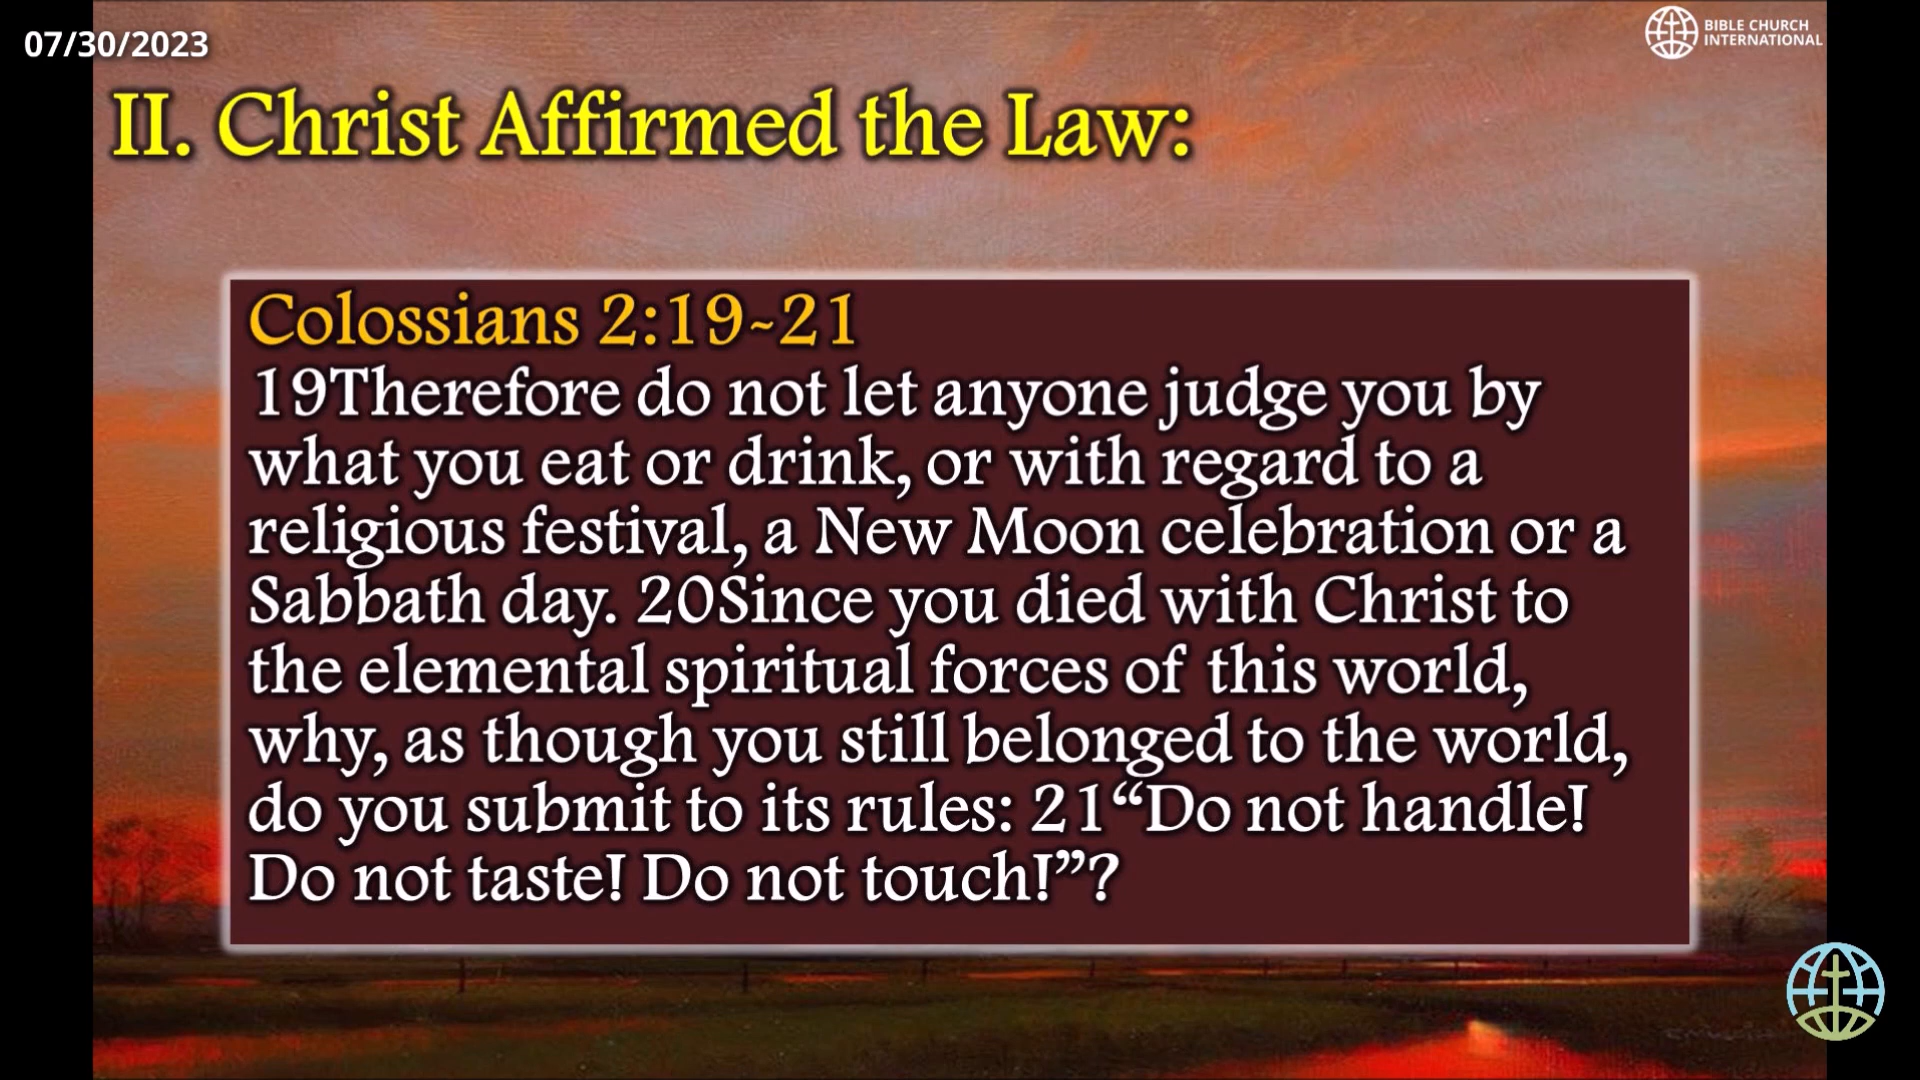 07/30/2023
BIBLE CHURCH
INTERNATIONAL
II. Christ Affirmed the Law:
Colossians 2:19-21
19Therefore do not let anyone judge you by
what you eat or drink, or with regard to a
religious festival, a New Moon celebration or a
Sabbath day. 20Since you died with Christ to
the elemental spiritual forces of this world,
why, as though you still belonged to the world,
do you submit to its rules: 21“Do not handle!
Do not taste! Do not touch!”?